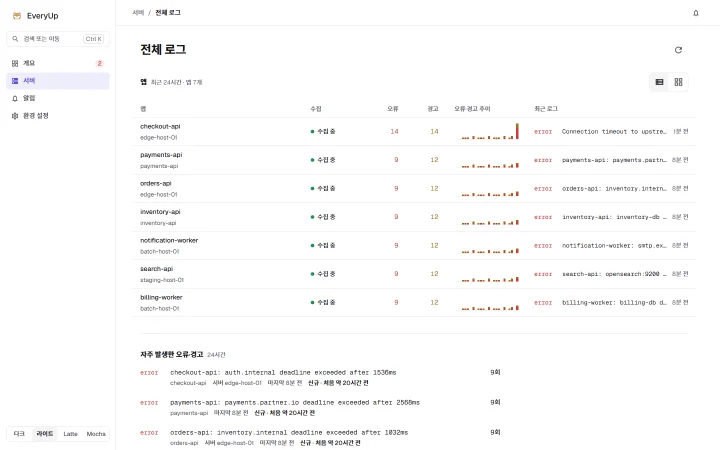 EveryUp
검색 또는 이동 Ctrl K
개요 2
서버
알림
환경 설정
다크 라이트 Latte Mocha
서버 / 전체 로그
전체 로그
앱 최근 24시간 · 앱 7개
앱 수집 오류 경고 오류·경고 추이 최근 로그
checkout-api 수집 중 14 14 error Connection timeout to upstre… 1분 전
edge-host-01
payments-api 수집 중 9 12 error payments-api: payments.partn… 8분 전
payments-api
orders-api 수집 중 9 12 error orders-api: inventory.intern… 8분 전
edge-host-01
inventory-api 수집 중 9 12 error inventory-api: inventory-db … 8분 전
inventory-api
notification-worker 수집 중 9 12 error notification-worker: smtp.ex… 8분 전
batch-host-01
search-api 수집 중 9 12 error search-api: opensearch:9200 … 8분 전
staging-host-01
billing-worker 수집 중 9 12 error billing-worker: billing-db d… 8분 전
batch-host-01
자주 발생한 오류·경고 24시간
error checkout-api: auth.internal deadline exceeded after 1536ms 9회
checkout-api 서버 edge-host-01 마지막 8분 전 신규 · 처음 약 20시간 전
error payments-api: payments.partner.io deadline exceeded after 2568ms 9회
payments-api 마지막 8분 전 신규 · 처음 약 20시간 전
error orders-api: inventory.internal deadline exceeded after 1032ms 9회
orders-api 서버 edge-host-01 마지막 8분 전 신규 · 처음 약 20시간 전